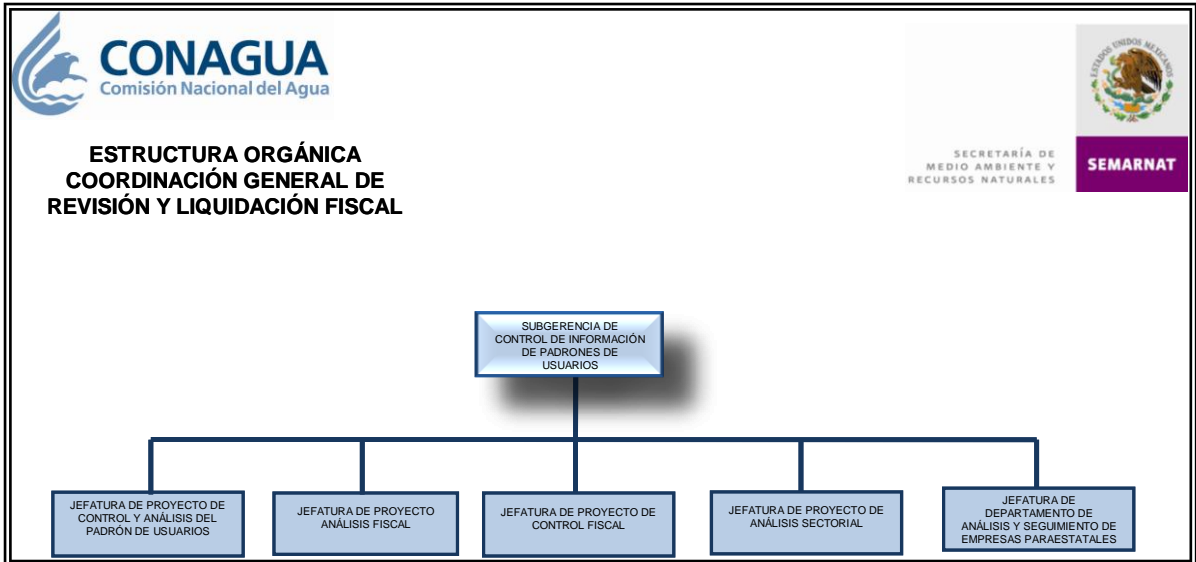 CONAGUA
Comisión Nacional del Agua
ESTADOS UNIDOS MEXICANOS
SECRETARÍA DE
MEDIO AMBIENTE Y
RECURSOS NATURALES
SEMARNAT
ESTRUCTURA ORGÁNICA
COORDINACIÓN GENERAL DE
REVISIÓN Y LIQUIDACIÓN FISCAL
SUBGERENCIA DE
CONTROL DE INFORMACIÓN
DE PADRONES DE
USUARIOS
JEFATURA DE PROYECTO DE
CONTROL Y ANÁLISIS DEL
PADRÓN DE USUARIOS
JEFATURA DE PROYECTO
ANÁLISIS FISCAL
JEFATURA DE PROYECTO DE
CONTROL FISCAL
JEFATURA DE PROYECTO DE
ANÁLISIS SECTORIAL
JEFATURA DE
DEPARTAMENTO DE
ANÁLISIS Y SEGUIMIENTO DE
EMPRESAS PARAESTATALES